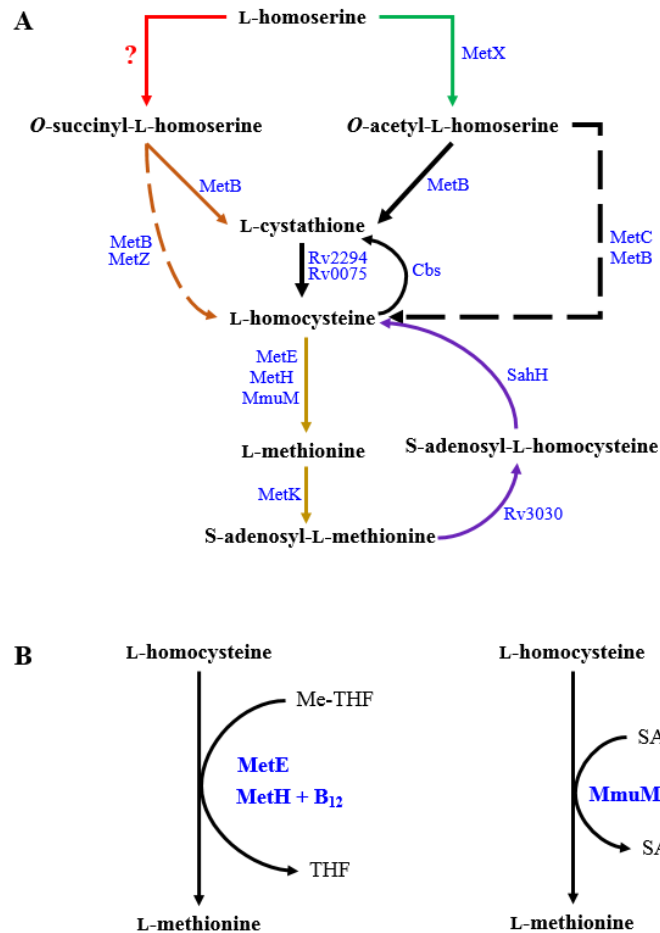 A
L-homoserine
?
MetX
O-succinyl-L-homoserine
O-acetyl-L-homoserine
MetB
MetB
L-cystathione
MetB
MetZ
Rv2294
Rv0075
Cbs
MetC
MetB
L-homocysteine
MetE
MetH
MmuM
SahH
L-methionine
S-adenosyl-L-homocysteine
MetK
Rv3030
S-adenosyl-L-methionine
B
L-homocysteine
L-homocysteine
Me-THF
SA
MetE
MetH + B12
MmuM
THF
SA
L-methionine
L-methionine